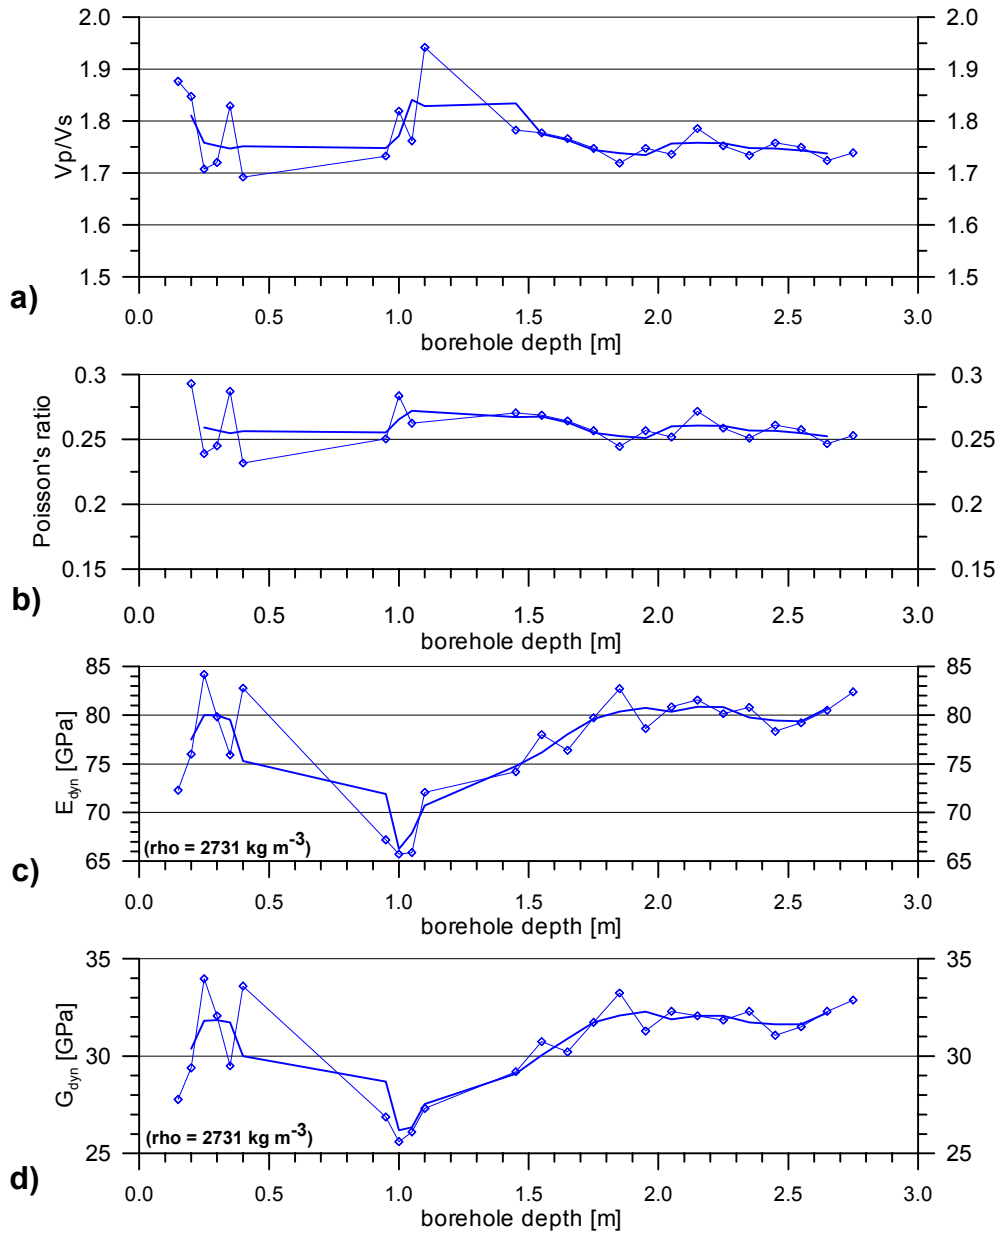 2.0 2.0
1.9 1.9
1.8 1.8
1.7 1.7
1.6 1.6
1.5 1.5
Vp/Vs
a)
0.0 0.5 1.0 1.5 2.0 2.5 3.0
borehole depth [m]
0.3 0.3
0.25 0.25
0.2 0.2
0.15 0.15
Poisson's ratio
b)
0.0 0.5 1.0 1.5 2.0 2.5 3.0
borehole depth [m]
85 85
80 80
75 75
70 70
65 65
E_dyn [GPa]
(rho = 2731 kg m^-3)
c)
0.0 0.5 1.0 1.5 2.0 2.5 3.0
borehole depth [m]
35 35
30 30
25 25
G_dyn [GPa]
(rho = 2731 kg m^-3)
d)
0.0 0.5 1.0 1.5 2.0 2.5 3.0
borehole depth [m]